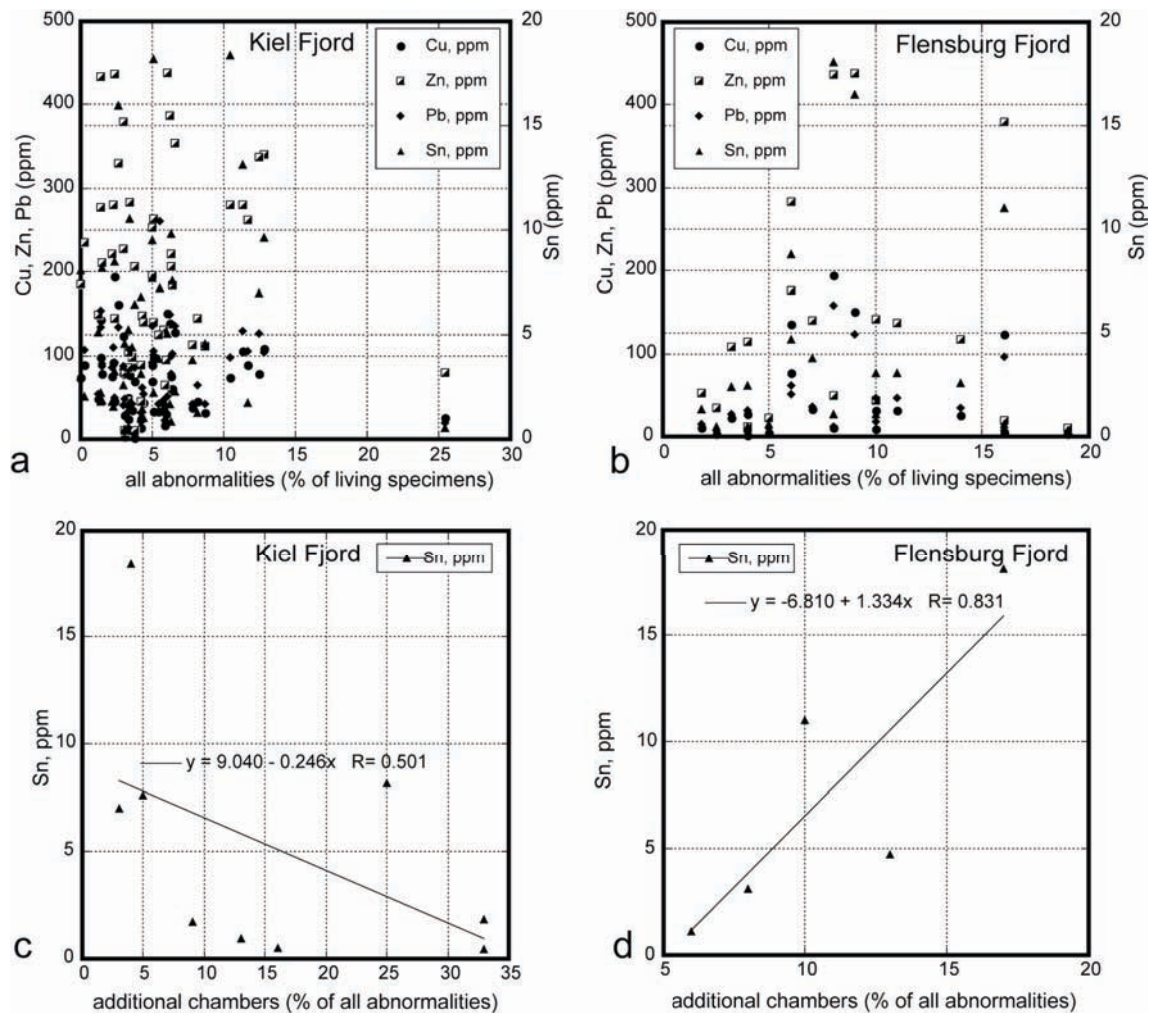 Kiel Fjord
Cu, ppm
Zn, ppm
Pb, ppm
Sn, ppm
500
400
300
200
100
0
Cu, Zn, Pb (ppm)
20
15
10
5
0
Sn (ppm)
0 5 10 15 20 25 30
all abnormalities (% of living specimens)
a
Flensburg Fjord
Cu, ppm
Zn, ppm
Pb, ppm
Sn, ppm
500
400
300
200
100
0
Cu, Zn, Pb (ppm)
20
15
10
5
0
Sn (ppm)
0 5 10 15 20
all abnormalities (% of living specimens)
b
Kiel Fjord
Sn, ppm
y = 9.040 - 0.246x R= 0.501
20
15
10
5
0
Sn, ppm
0 5 10 15 20 25 30 35
additional chambers (% of all abnormalities)
c
Sn, ppm
Flensburg Fjord
y = -6.810 + 1.334x R= 0.831
20
15
10
5
0
Sn, ppm
5 10 15 20
additional chambers (% of all abnormalities)
d